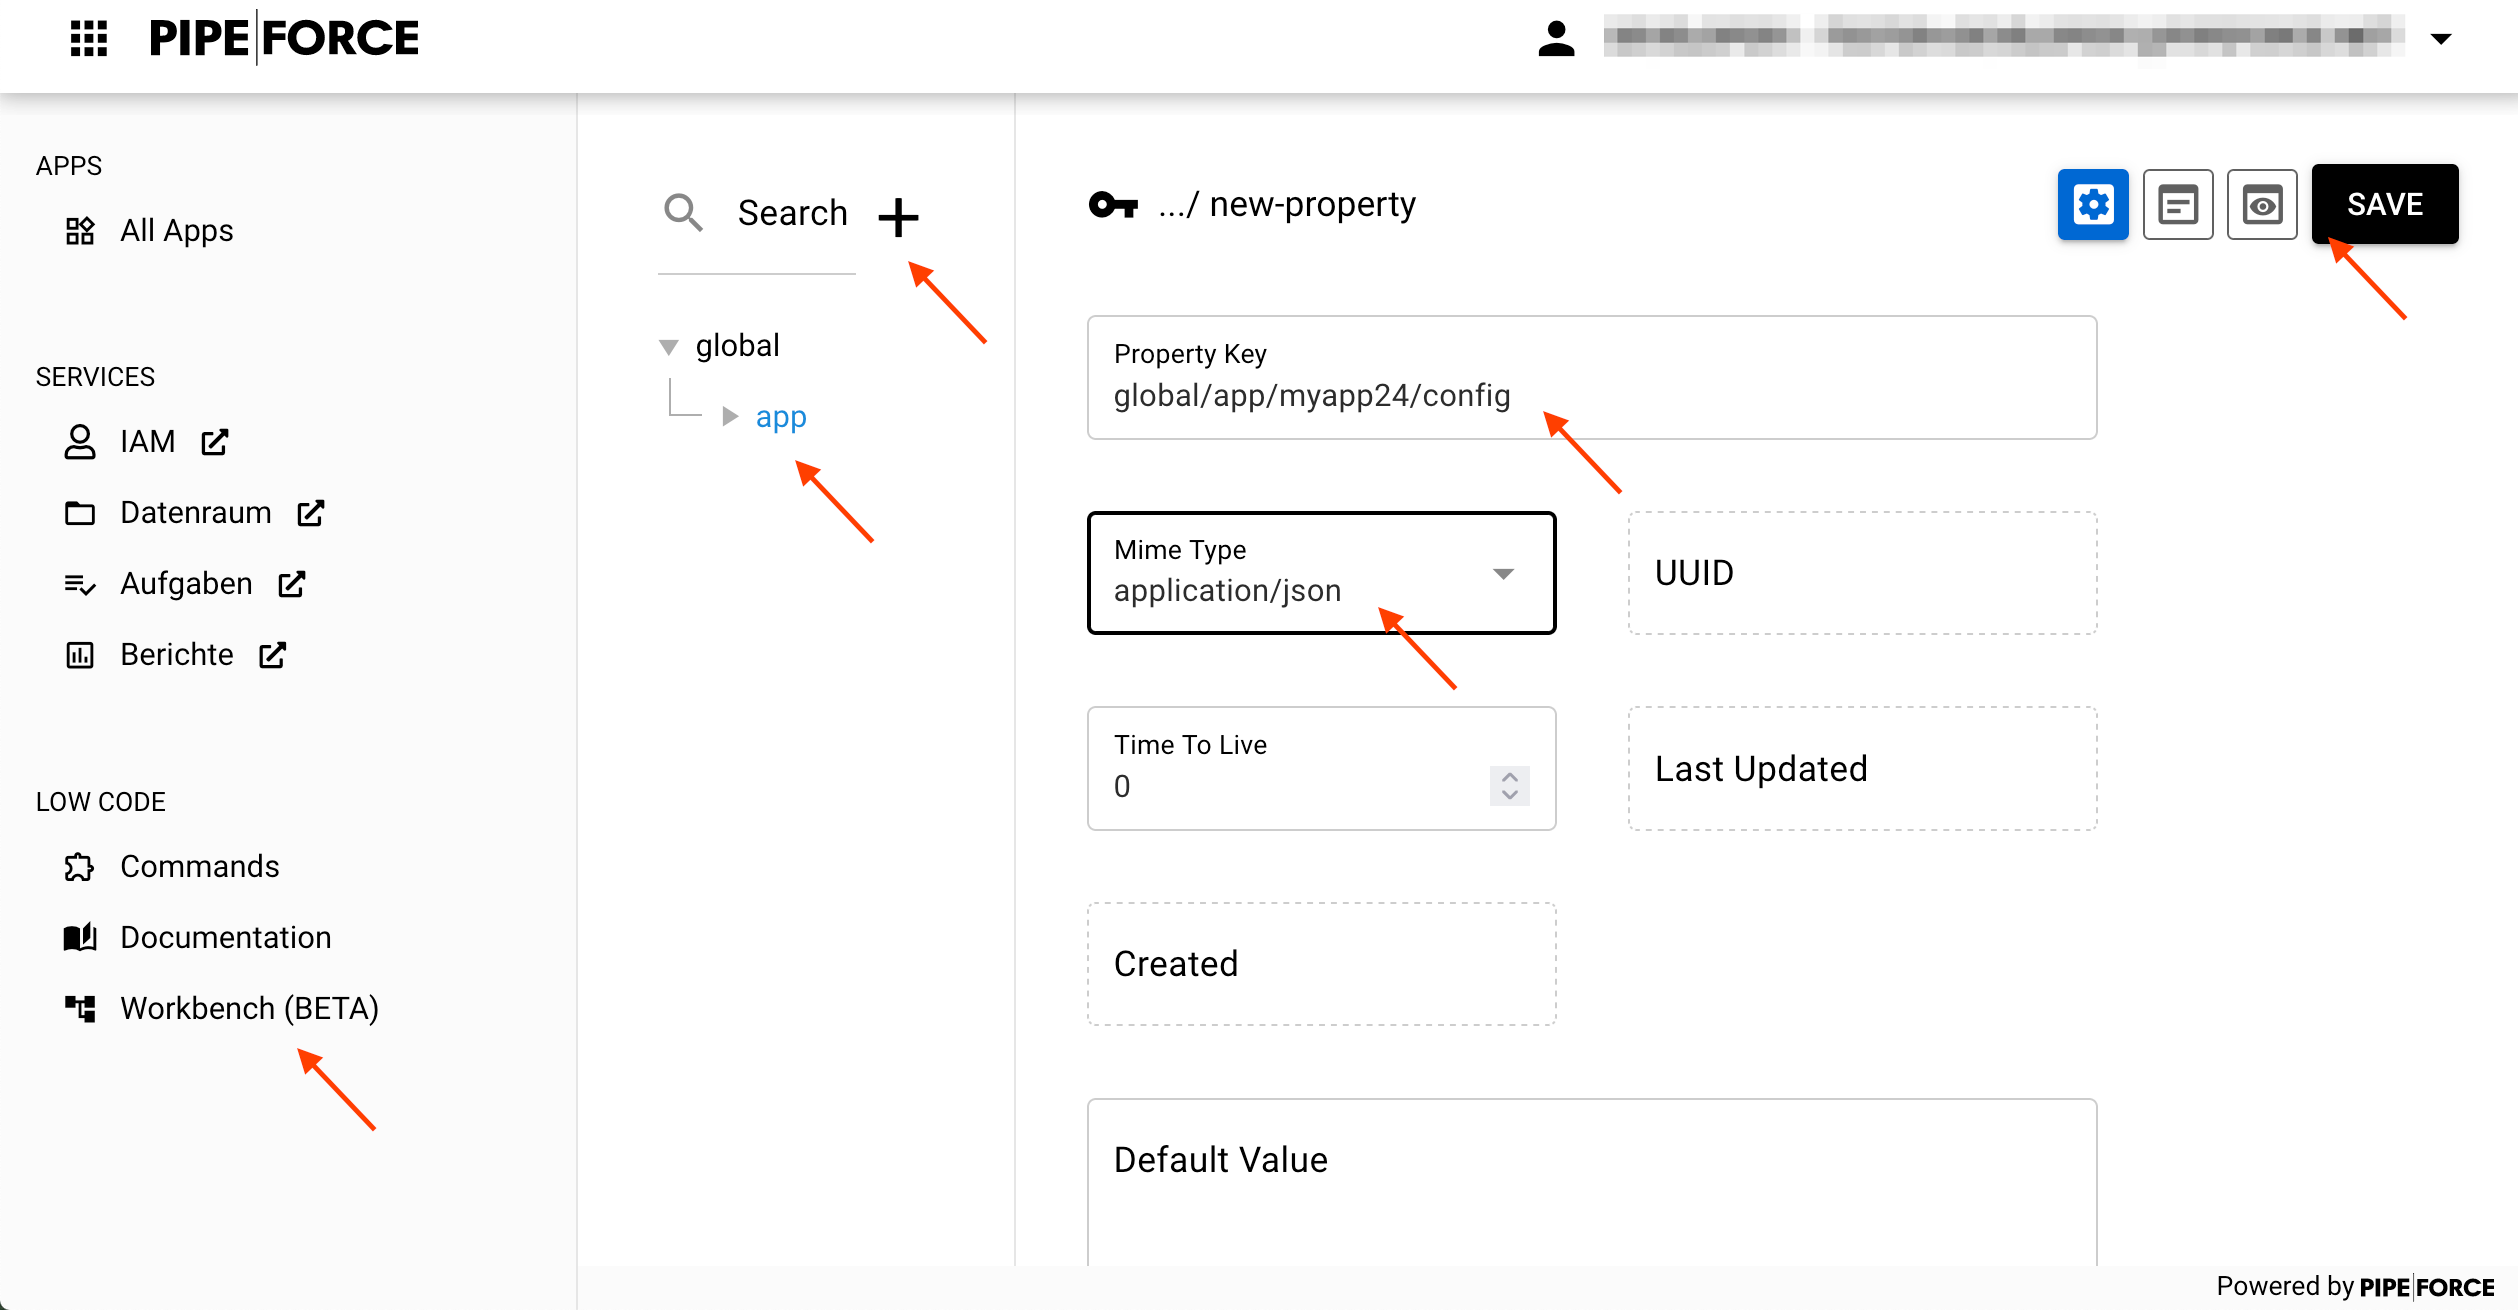 PIPE|FORCE
APPS
All Apps
SERVICES
IAM
Datenraum
Aufgaben
Berichte
LOW CODE
Commands
Documentation
Workbench (BETA)
Search
global
app
.../ new-property
SAVE
Property Key
global/app/myapp24/config
Mime Type
application/json
UUID
Time To Live
0
Last Updated
Created
Default Value
Powered by PIPE|FORCE